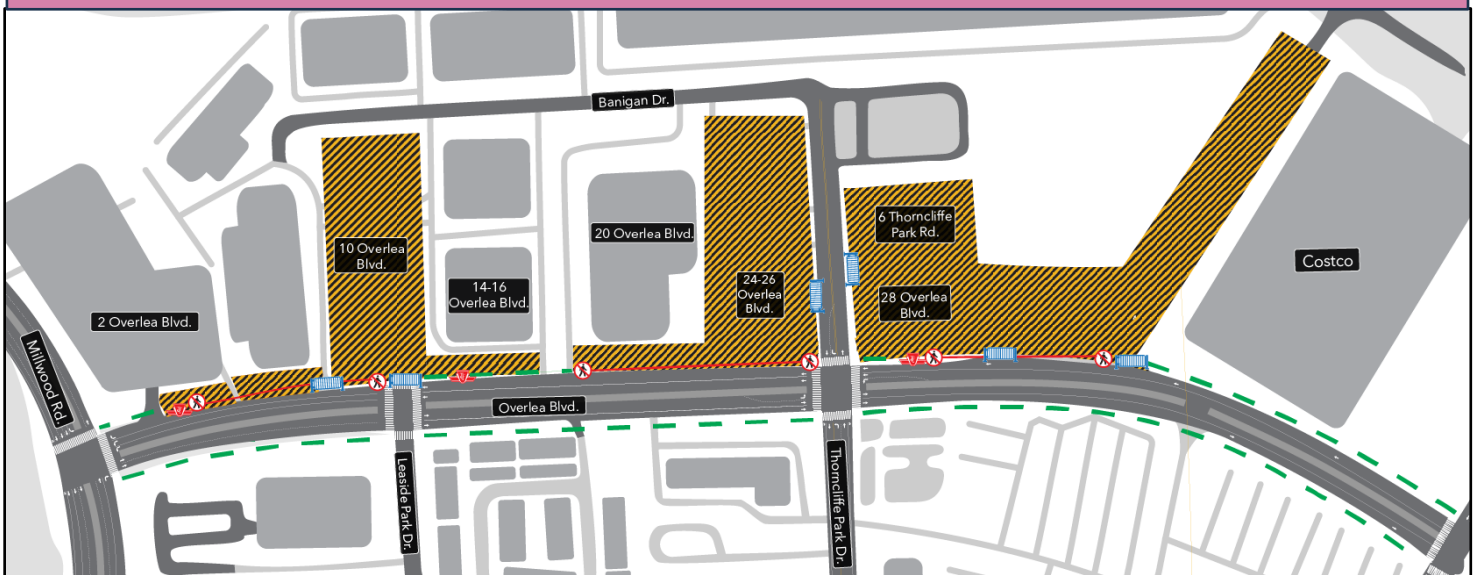 Banigan Dr.
6 Thorncliffe
Park Rd.
10 Overlea
Blvd.
20 Overlea Blvd.
Costco
14-16
Overlea Blvd.
24-26
Overlea
Blvd.
28 Overlea
Blvd.
2 Overlea Blvd.
Millwood Rd.
Overlea Blvd.
Leaside Park Dr.
Thorncliffe Park Dr.